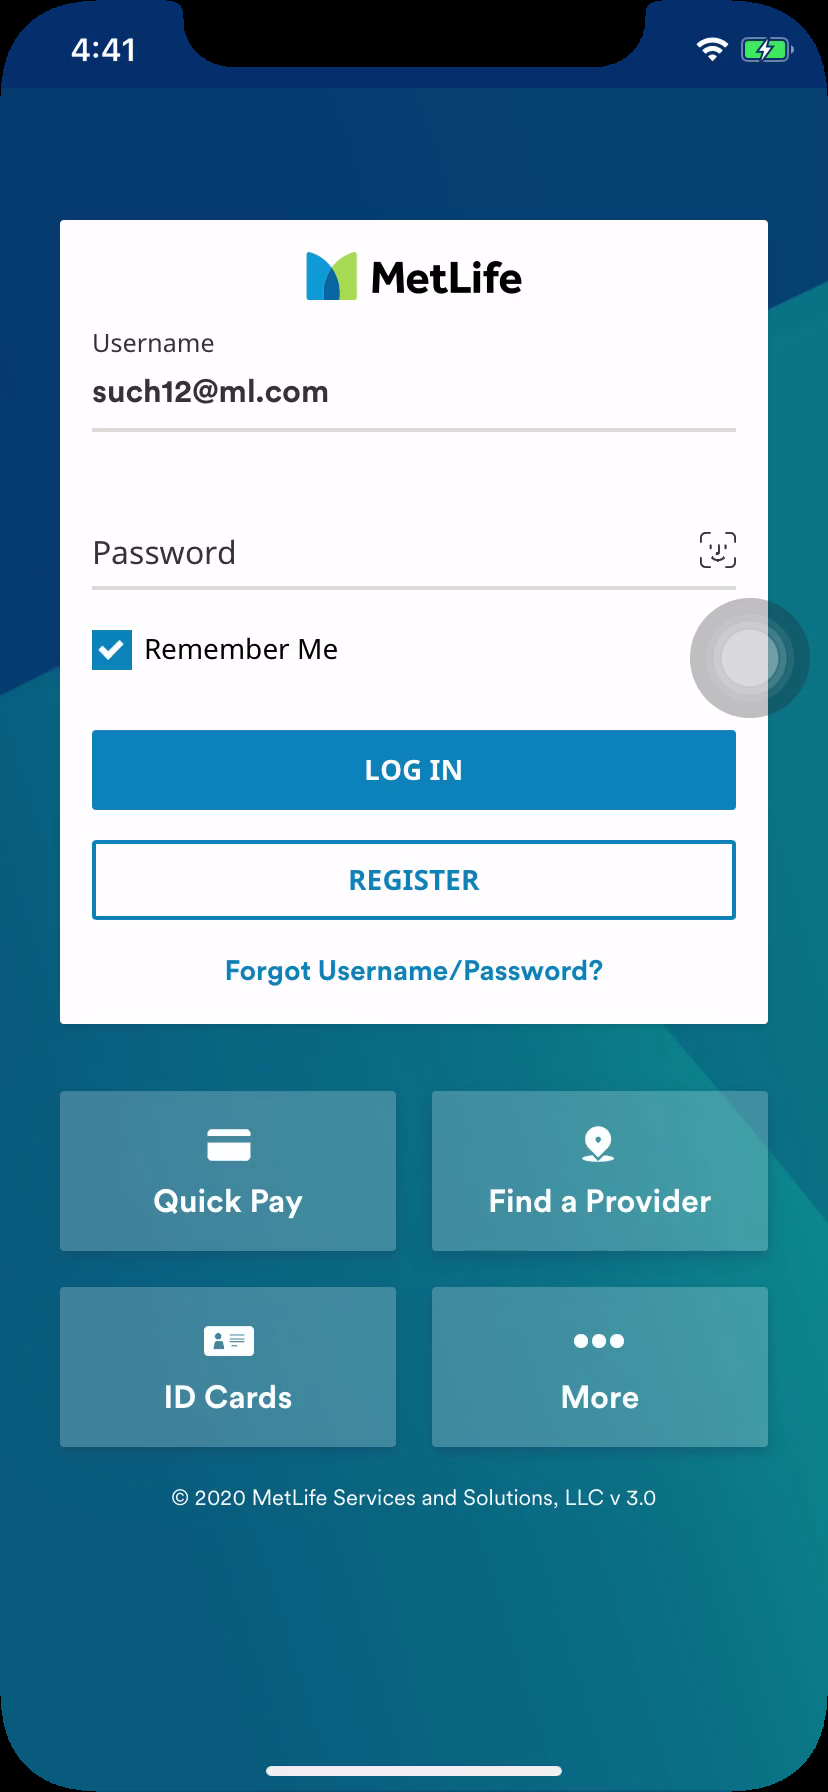 4:41
MetLife
Username
such12@ml.com
Password
Remember Me
LOG IN
REGISTER
Forgot Username/Password?
Quick Pay
Find a Provider
ID Cards
More
© 2020 MetLife Services and Solutions, LLC v 3.0